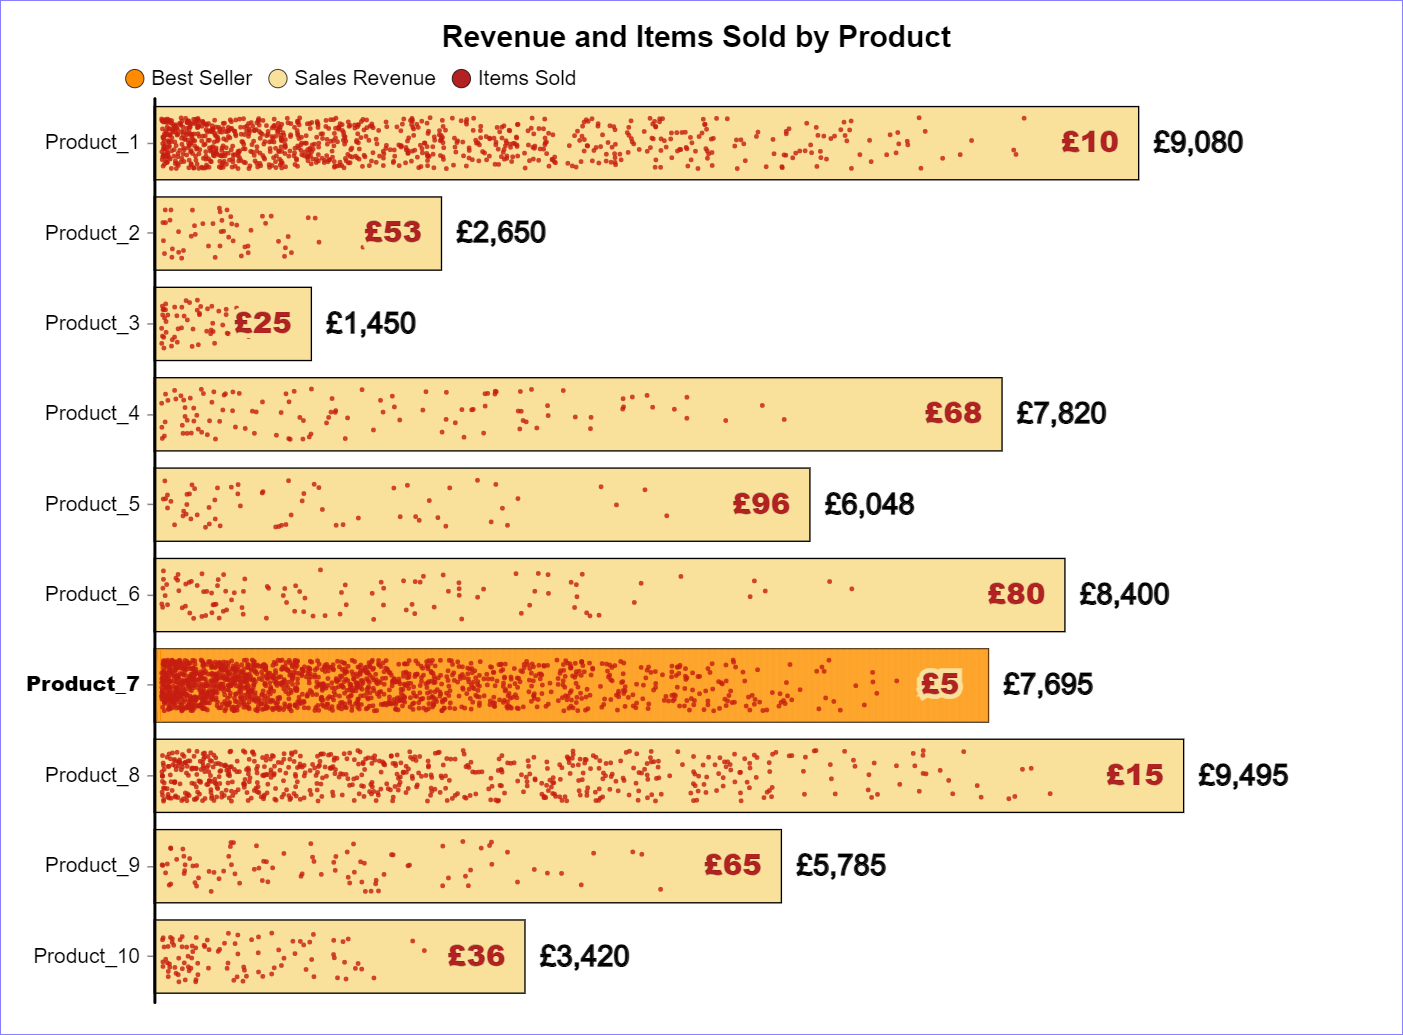 Revenue and Items Sold by Product
Best Seller Sales Revenue Items Sold
Product_1 £10 £9,080
Product_2 £53 £2,650
Product_3 £25 £1,450
Product_4 £68 £7,820
Product_5 £96 £6,048
Product_6 £80 £8,400
Product_7 £5 £7,695
Product_8 £15 £9,495
Product_9 £65 £5,785
Product_10 £36 £3,420